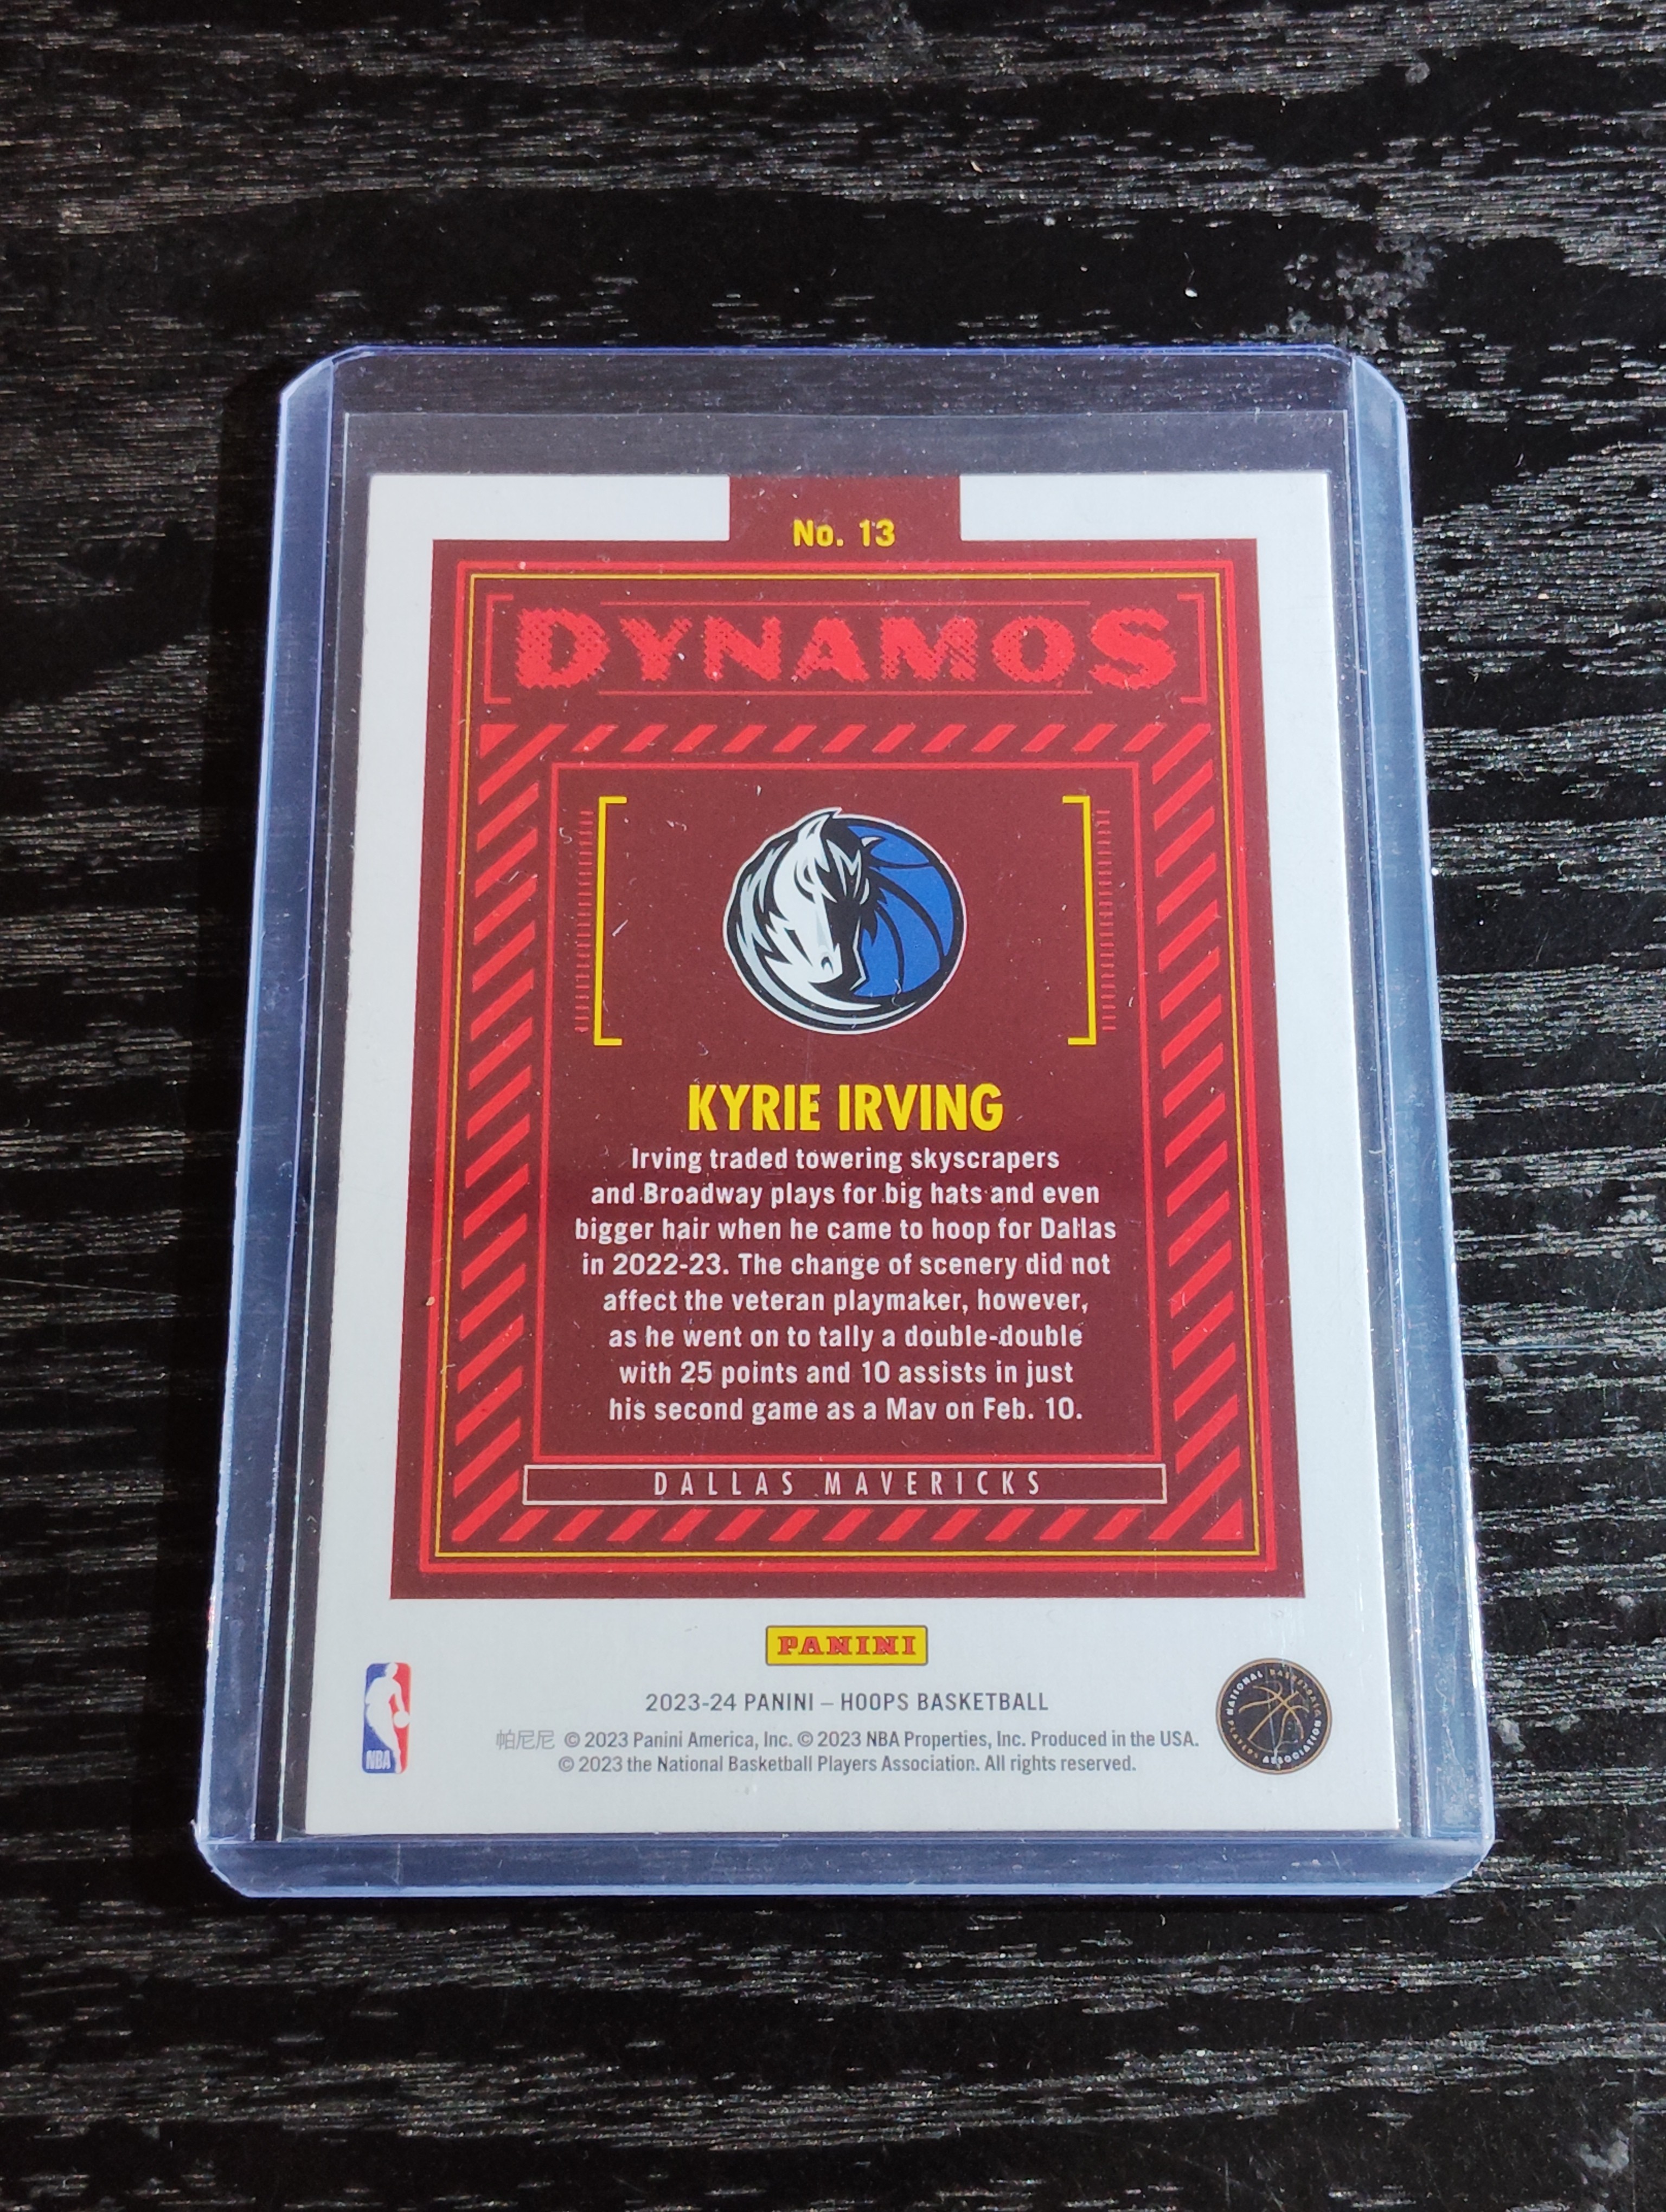 No. 13
DYNAMOS
KYRIE IRVING
Irving traded towering skyscrapers
and Broadway plays for big hats and even
bigger hair when he came to hoop for Dallas
in 2022-23. The change of scenery did not
affect the veteran playmaker, however,
as he went on to tally a double-double
with 25 points and 10 assists in just
his second game as a Mav on Feb. 10.
DALLAS MAVERICKS
PANINI
2023-24 PANINI – HOOPS BASKETBALL
帕尼尼 © 2023 Panini America, Inc. © 2023 NBA Properties, Inc. Produced in the USA.
© 2023 the National Basketball Players Association. All rights reserved.
NBA
NATIONAL BASKETBALL PLAYERS ASSOCIATION